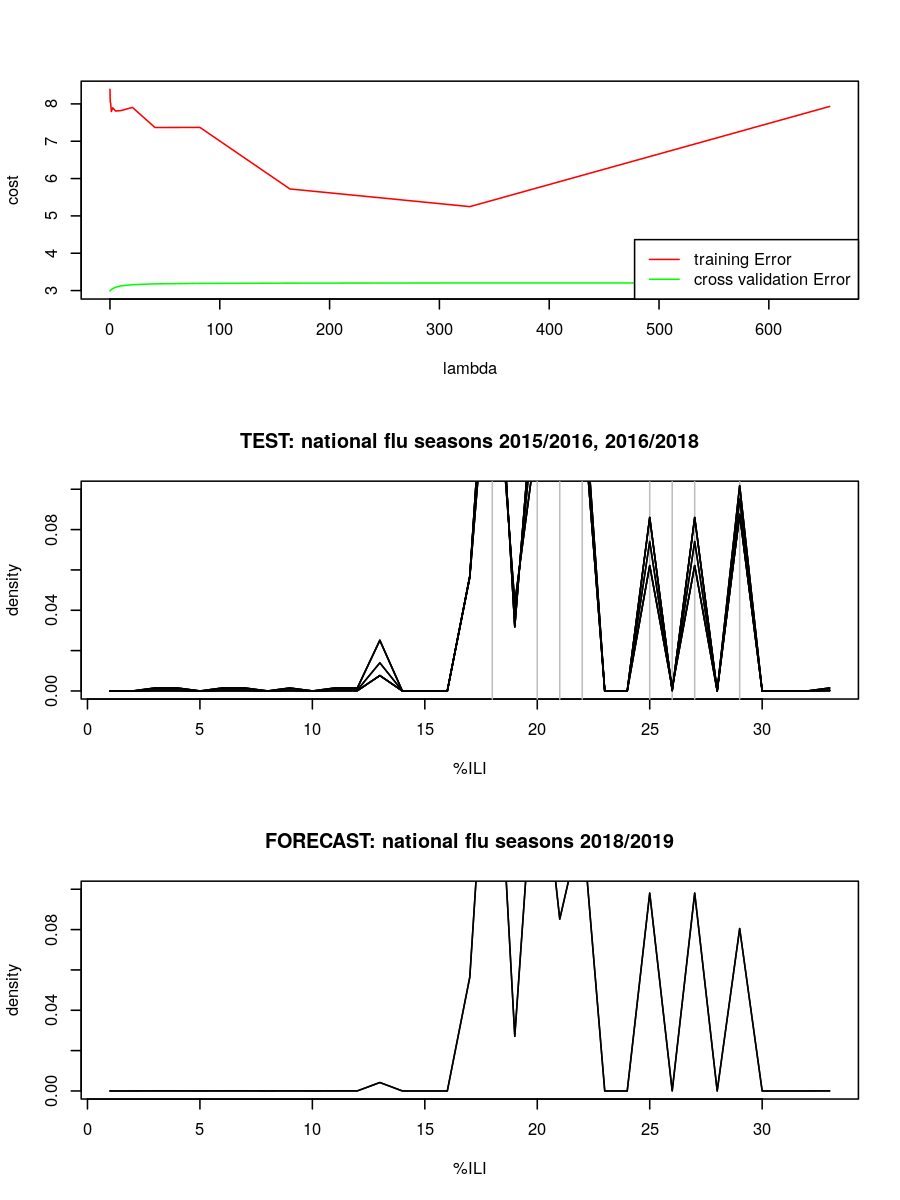 8
7
6
5
4
3
cost
training Error
cross validation Error
0 100 200 300 400 500 600
lambda
TEST: national flu seasons 2015/2016, 2016/2018
0.08
0.04
0.00
density
0 5 10 15 20 25 30
%ILI
FORECAST: national flu seasons 2018/2019
0.08
0.04
0.00
density
0 5 10 15 20 25 30
%ILI